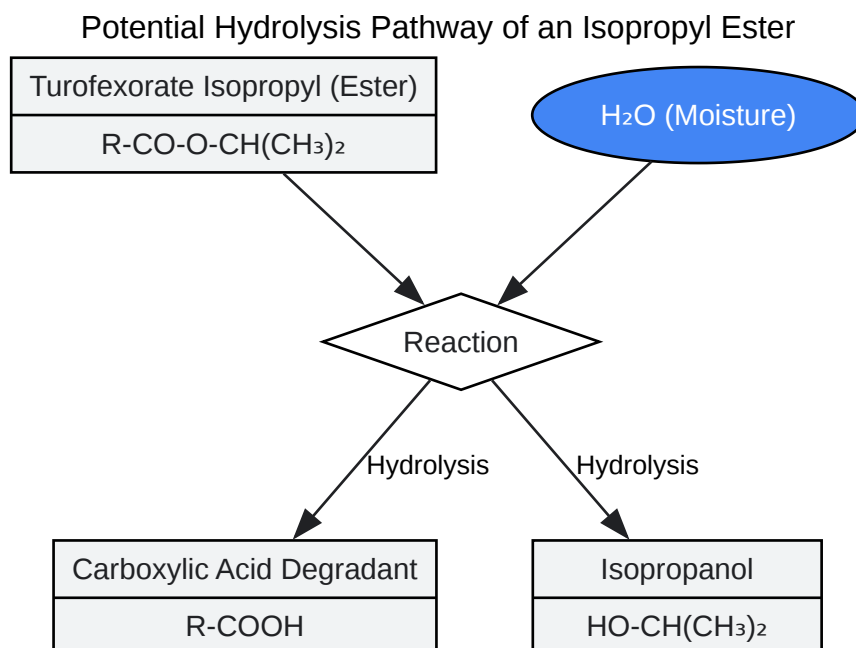 Potential Hydrolysis Pathway of an Isopropyl Ester
Turofexorate Isopropyl (Ester)
R-CO-O-CH(CH₃)₂
H₂O (Moisture)
Reaction
Hydrolysis
Hydrolysis
Carboxylic Acid Degradant
R-COOH
Isopropanol
HO-CH(CH₃)₂